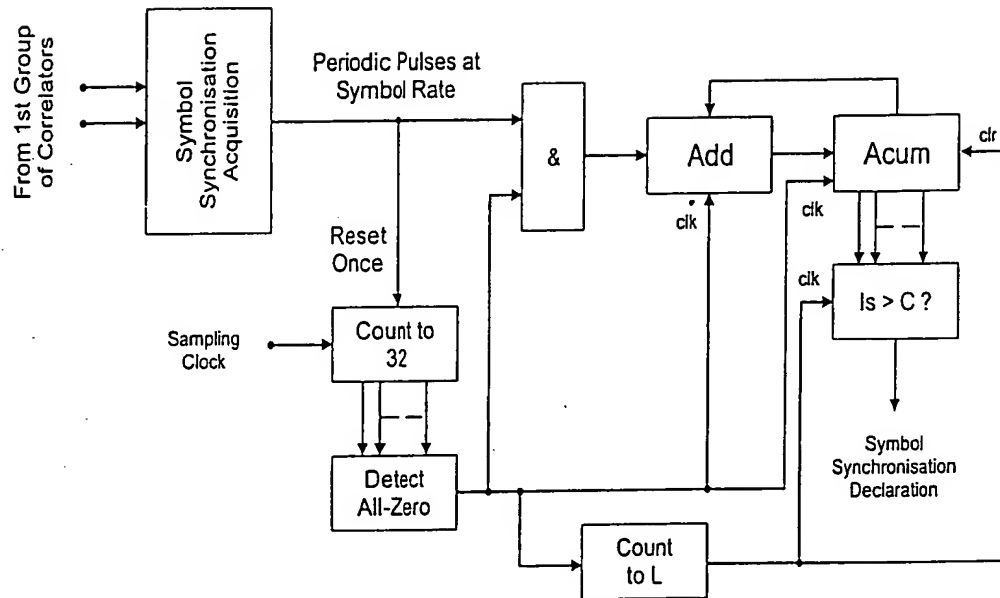 From 1st Group
of Correlators
Symbol
Synchronisation
Acquisition
Periodic Pulses at
Symbol Rate
&
Add
Acum
clr
clk
clk
clk
Is > C ?
Reset
Once
Sampling
Clock
Count to
32
Detect
All-Zero
Count
to L
Symbol
Synchronisation
Declaration